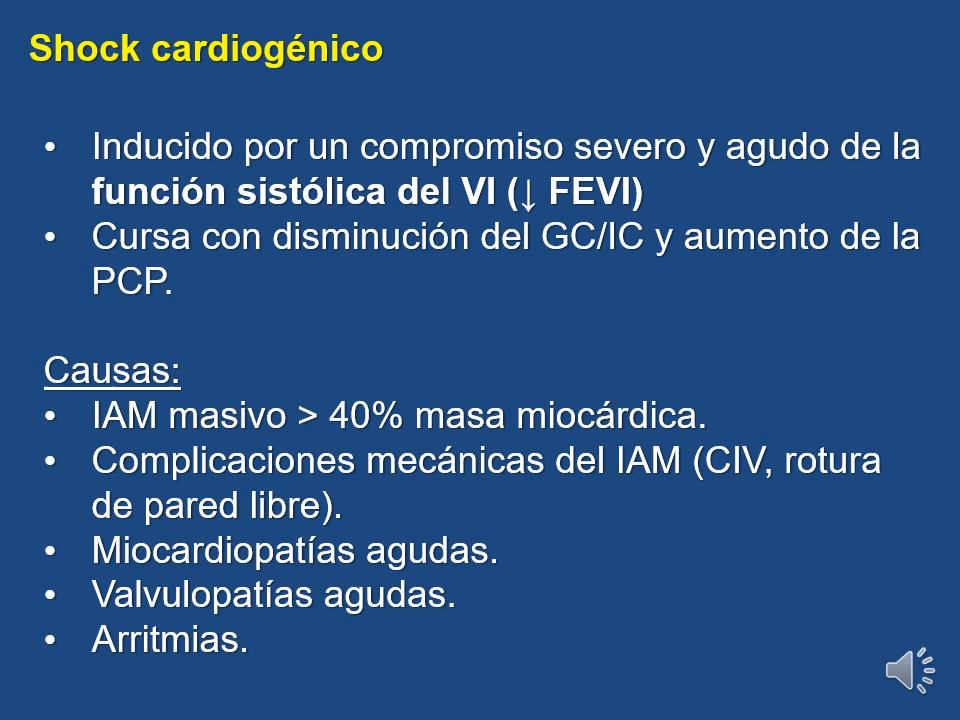 Shock cardiogénico
• Inducido por un compromiso severo y agudo de la
función sistólica del VI (↓ FEVI)
• Cursa con disminución del GC/IC y aumento de la
PCP.
Causas:
• IAM masivo > 40% masa miocárdica.
• Complicaciones mecánicas del IAM (CIV, rotura
de pared libre).
• Miocardiopatías agudas.
• Valvulopatías agudas.
• Arritmias.